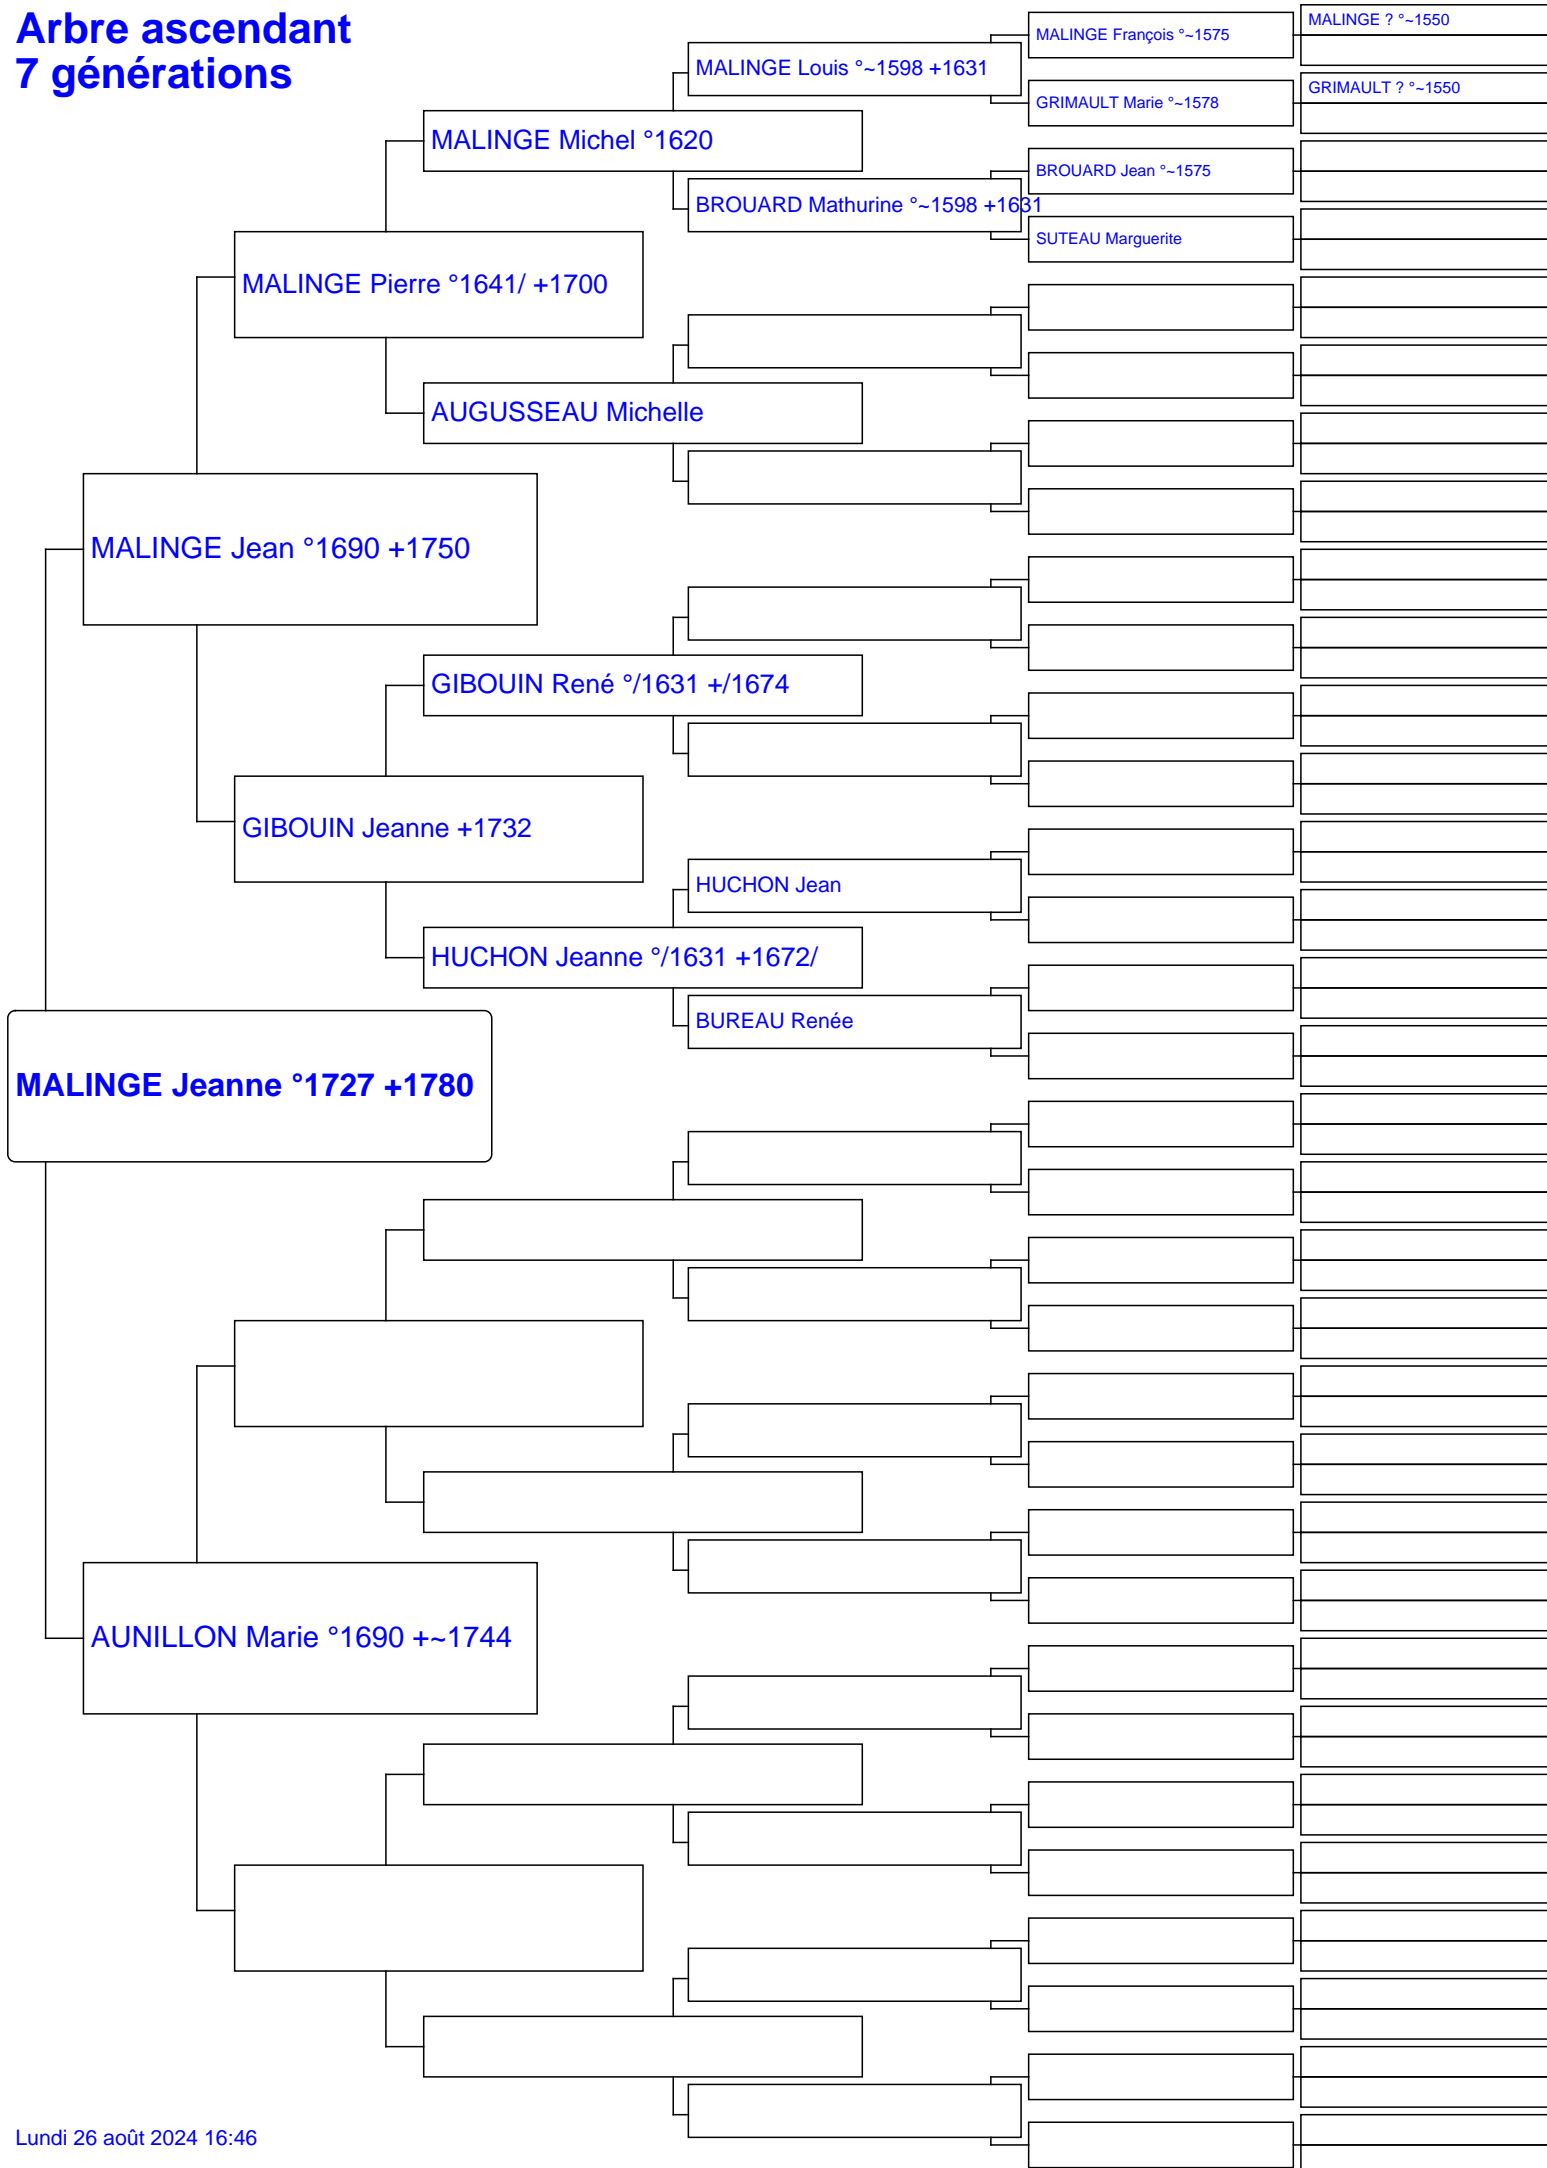 Arbre ascendant
7 générations
MALINGE François °~1575
MALINGE ? °~1550
MALINGE Louis °~1598 +1631
GRIMAULT Marie °~1578
GRIMAULT ? °~1550
MALINGE Michel °1620
BROUARD Jean °~1575
BROUARD Mathurine °~1598 +1631
SUTEAU Marguerite
MALINGE Pierre °1641/ +1700
AUGUSSEAU Michelle
MALINGE Jean °1690 +1750
GIBOUIN René °/1631 +/1674
GIBOUIN Jeanne +1732
HUCHON Jean
HUCHON Jeanne °/1631 +1672/
BUREAU Renée
MALINGE Jeanne °1727 +1780
AUNILLON Marie °1690 +~1744
Lundi 26 août 2024 16:46